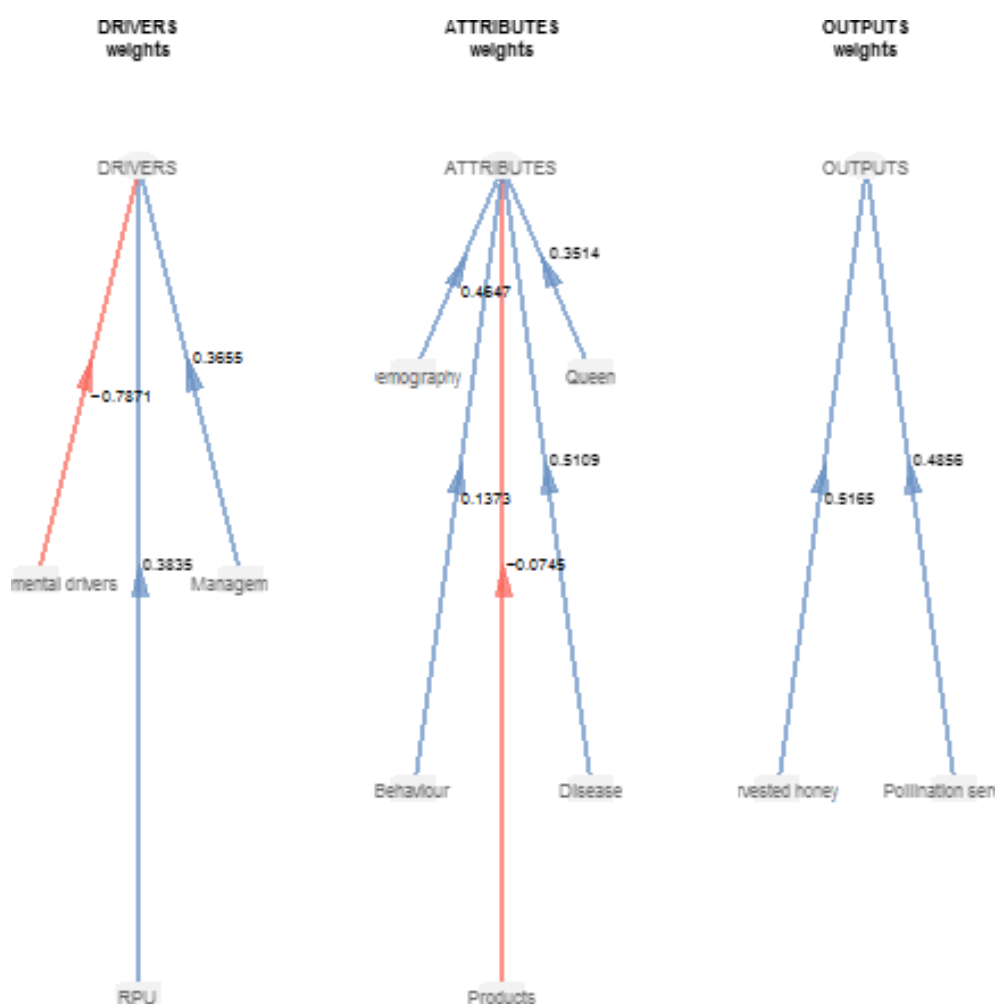 DRIVERS
weights
ATTRIBUTES
weights
OUTPUTS
weights
DRIVERS
ATTRIBUTES
OUTPUTS
0.3514
0.4647
0.3655
emography
Queen
−0.7871
0.5109
0.4856
0.1373
0.5165
0.3835
−0.0745
mental drivers
Managem
Behaviour
Disease
rvested honey
Pollination serv
RPU
Products